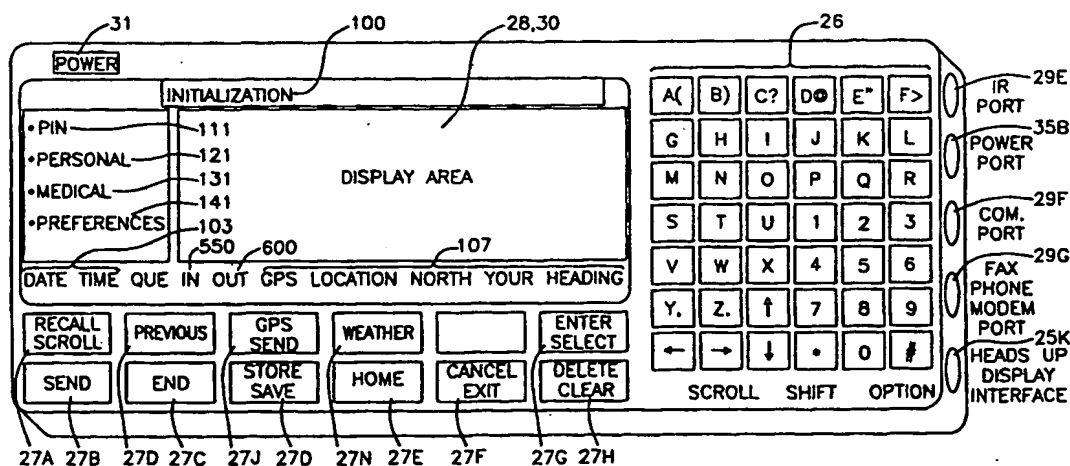 31 100 28,30 26
POWER
INITIALIZATION
•PIN 111
•PERSONAL 121
•MEDICAL 131
•PREFERENCES 141
103
DISPLAY AREA
550 600 107
DATE TIME QUE IN OUT GPS LOCATION NORTH YOUR HEADING
RECALL SCROLL
PREVIOUS
GPS SEND
WEATHER
ENTER SELECT
SEND
END
STORE SAVE
HOME
CANCEL EXIT
DELETE CLEAR
27A 27B 27D 27C 27J 27D 27N 27E 27F 27G 27H
A( B) C? D@ E" F>
G H I J K L
M N O P Q R
S T U 1 2 3
V W X 4 5 6
Y. Z. ↑ 7 8 9
← → ↓ • 0 #
SCROLL SHIFT OPTION
29E
IR
PORT
35B
POWER
PORT
29F
COM.
PORT
29G
FAX
PHONE
MODEM
PORT
25K
HEADS UP
DISPLAY
INTERFACE